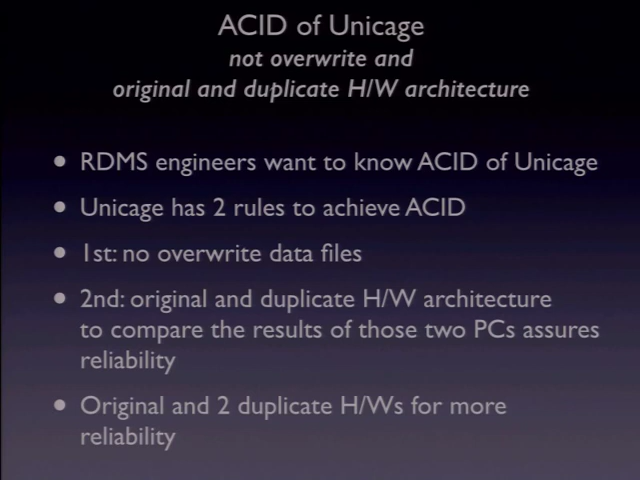 ACID of Unicage
not overwrite and
original and duplicate H/W architecture
• RDMS engineers want to know ACID of Unicage
• Unicage has 2 rules to achieve ACID
• 1st: no overwrite data files
• 2nd: original and duplicate H/W architecture
to compare the results of those two PCs assures
reliability
• Original and 2 duplicate H/Ws for more
reliability